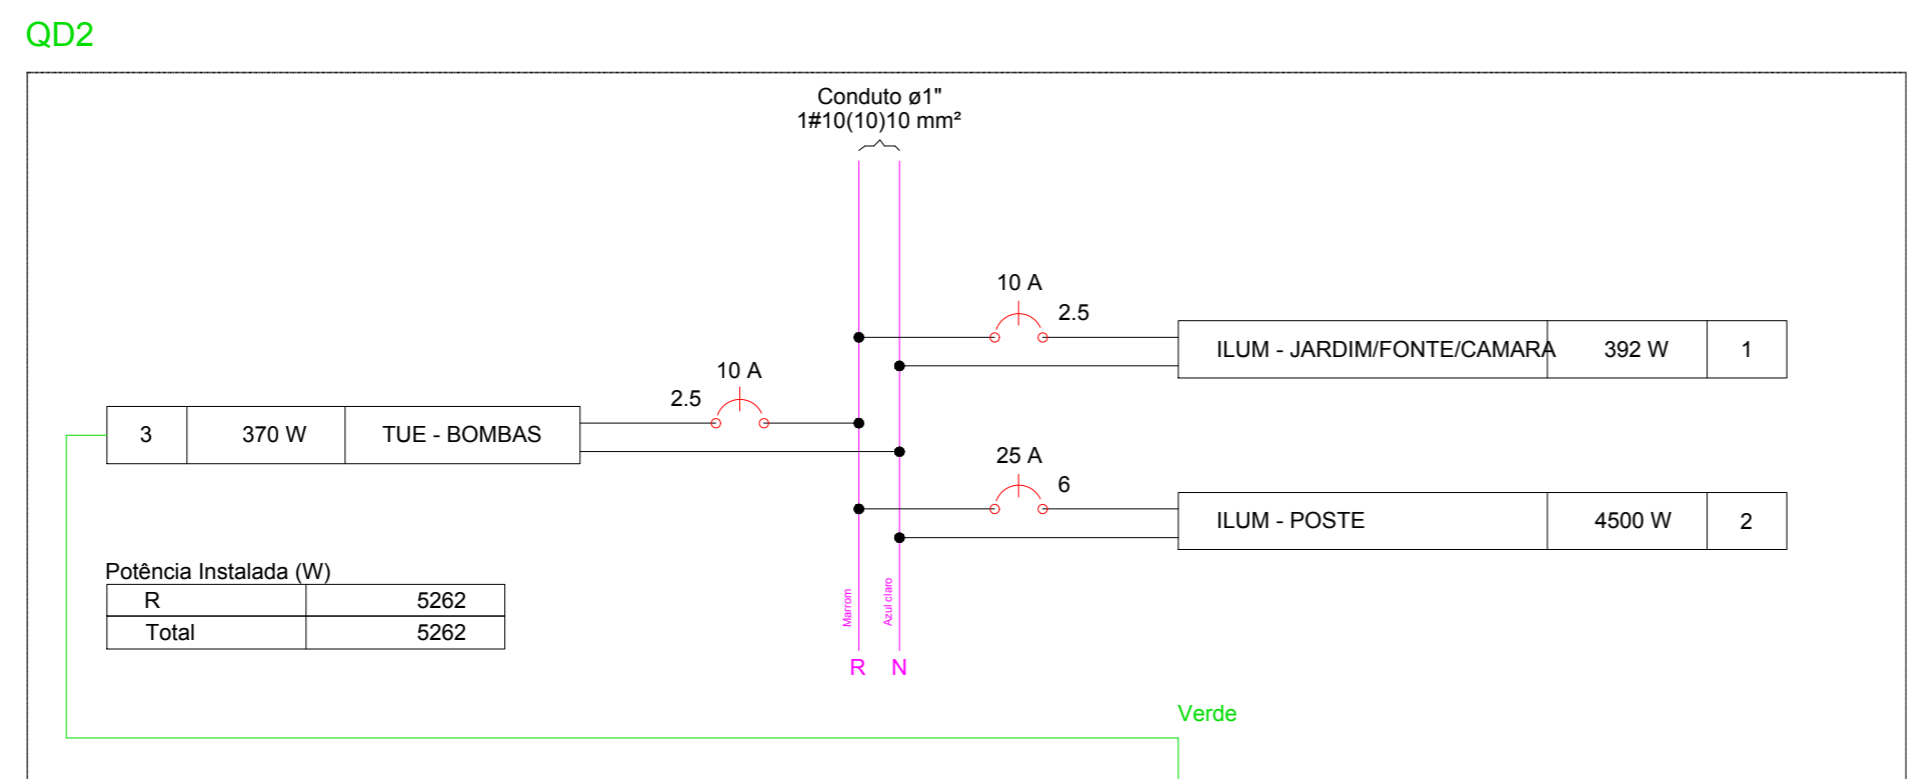 QD2
Conduto ø1"
1#10(10)10 mm²
10 A
2.5
ILUM - JARDIM/FONTE/CAMARA 392 W 1
10 A
2.5
3 370 W TUE - BOMBAS
25 A
6
ILUM - POSTE 4500 W 2
Potência Instalada (W)
R 5262
Total 5262
Marrom
Azul claro
R N
Verde